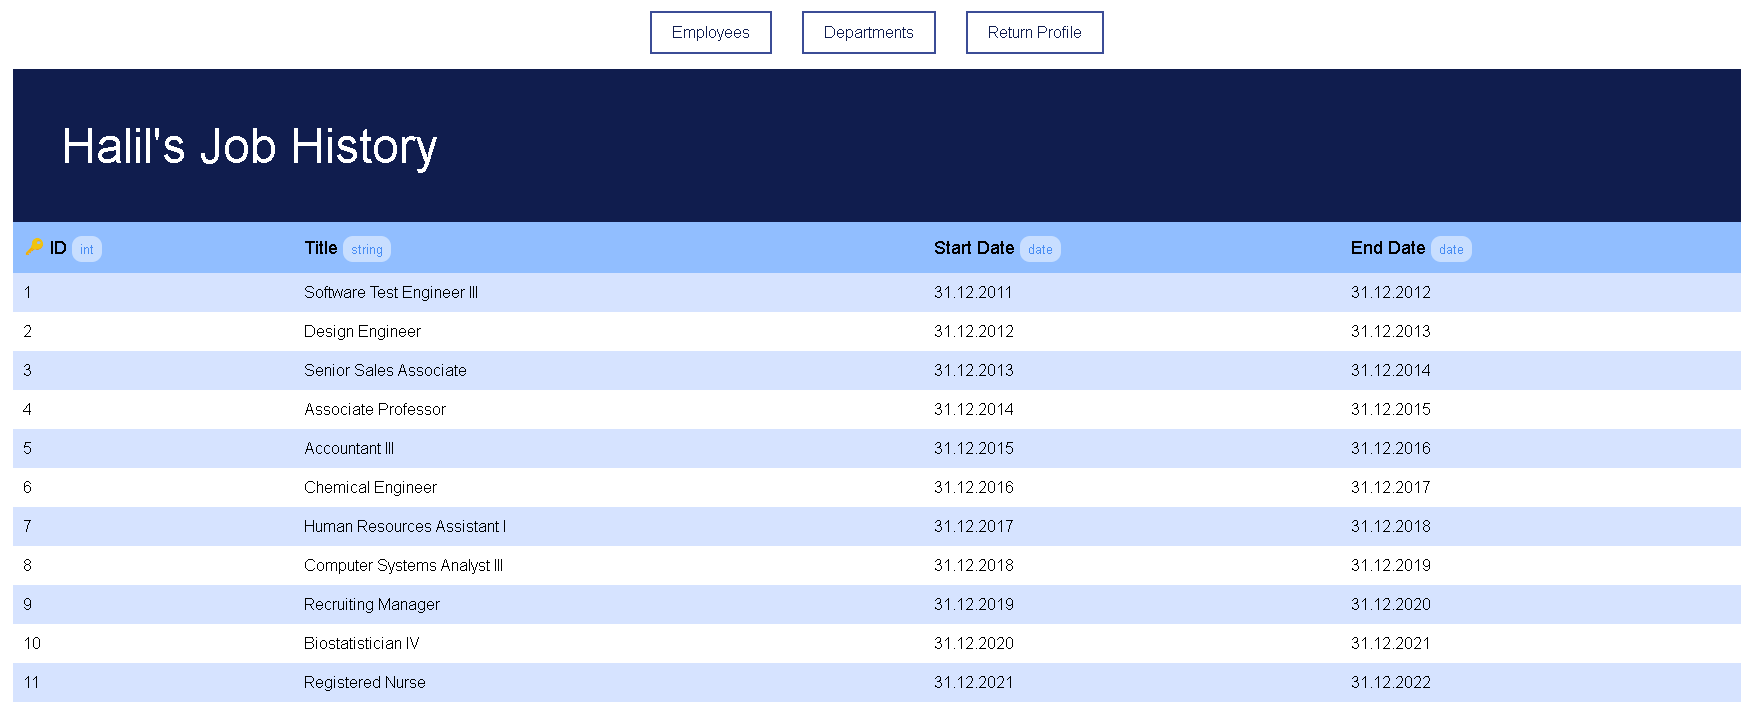 Employees Departments Return Profile
Halil's Job History
ID int Title string Start Date date End Date date
1 Software Test Engineer III 31.12.2011 31.12.2012
2 Design Engineer 31.12.2012 31.12.2013
3 Senior Sales Associate 31.12.2013 31.12.2014
4 Associate Professor 31.12.2014 31.12.2015
5 Accountant III 31.12.2015 31.12.2016
6 Chemical Engineer 31.12.2016 31.12.2017
7 Human Resources Assistant I 31.12.2017 31.12.2018
8 Computer Systems Analyst III 31.12.2018 31.12.2019
9 Recruiting Manager 31.12.2019 31.12.2020
10 Biostatistician IV 31.12.2020 31.12.2021
11 Registered Nurse 31.12.2021 31.12.2022